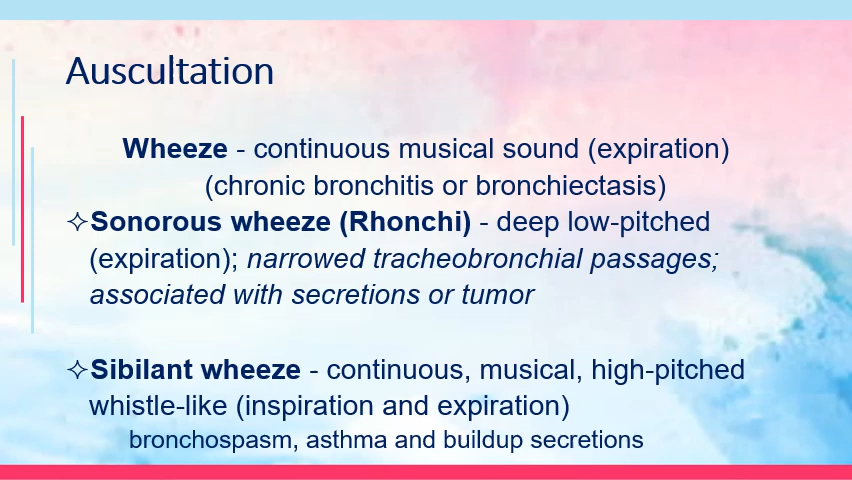 Auscultation
Wheeze - continuous musical sound (expiration)
(chronic bronchitis or bronchiectasis)
✧Sonorous wheeze (Rhonchi) - deep low-pitched
(expiration); narrowed tracheobronchial passages;
associated with secretions or tumor
✧Sibilant wheeze - continuous, musical, high-pitched
whistle-like (inspiration and expiration)
bronchospasm, asthma and buildup secretions